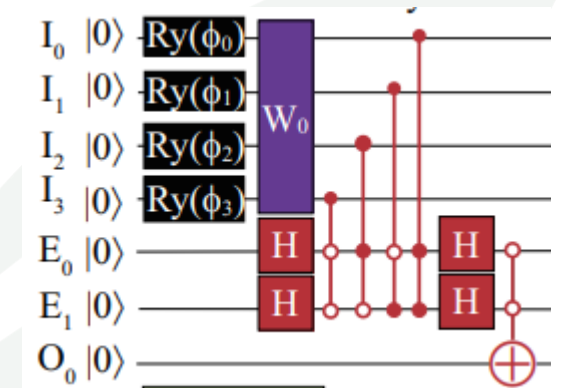 I₀ |0⟩ Ry(ϕ₀)
I₁ |0⟩ Ry(ϕ₁)
W₀
I₂ |0⟩ Ry(ϕ₂)
I₃ |0⟩ Ry(ϕ₃)
E₀ |0⟩ H H
E₁ |0⟩ H H
O₀ |0⟩